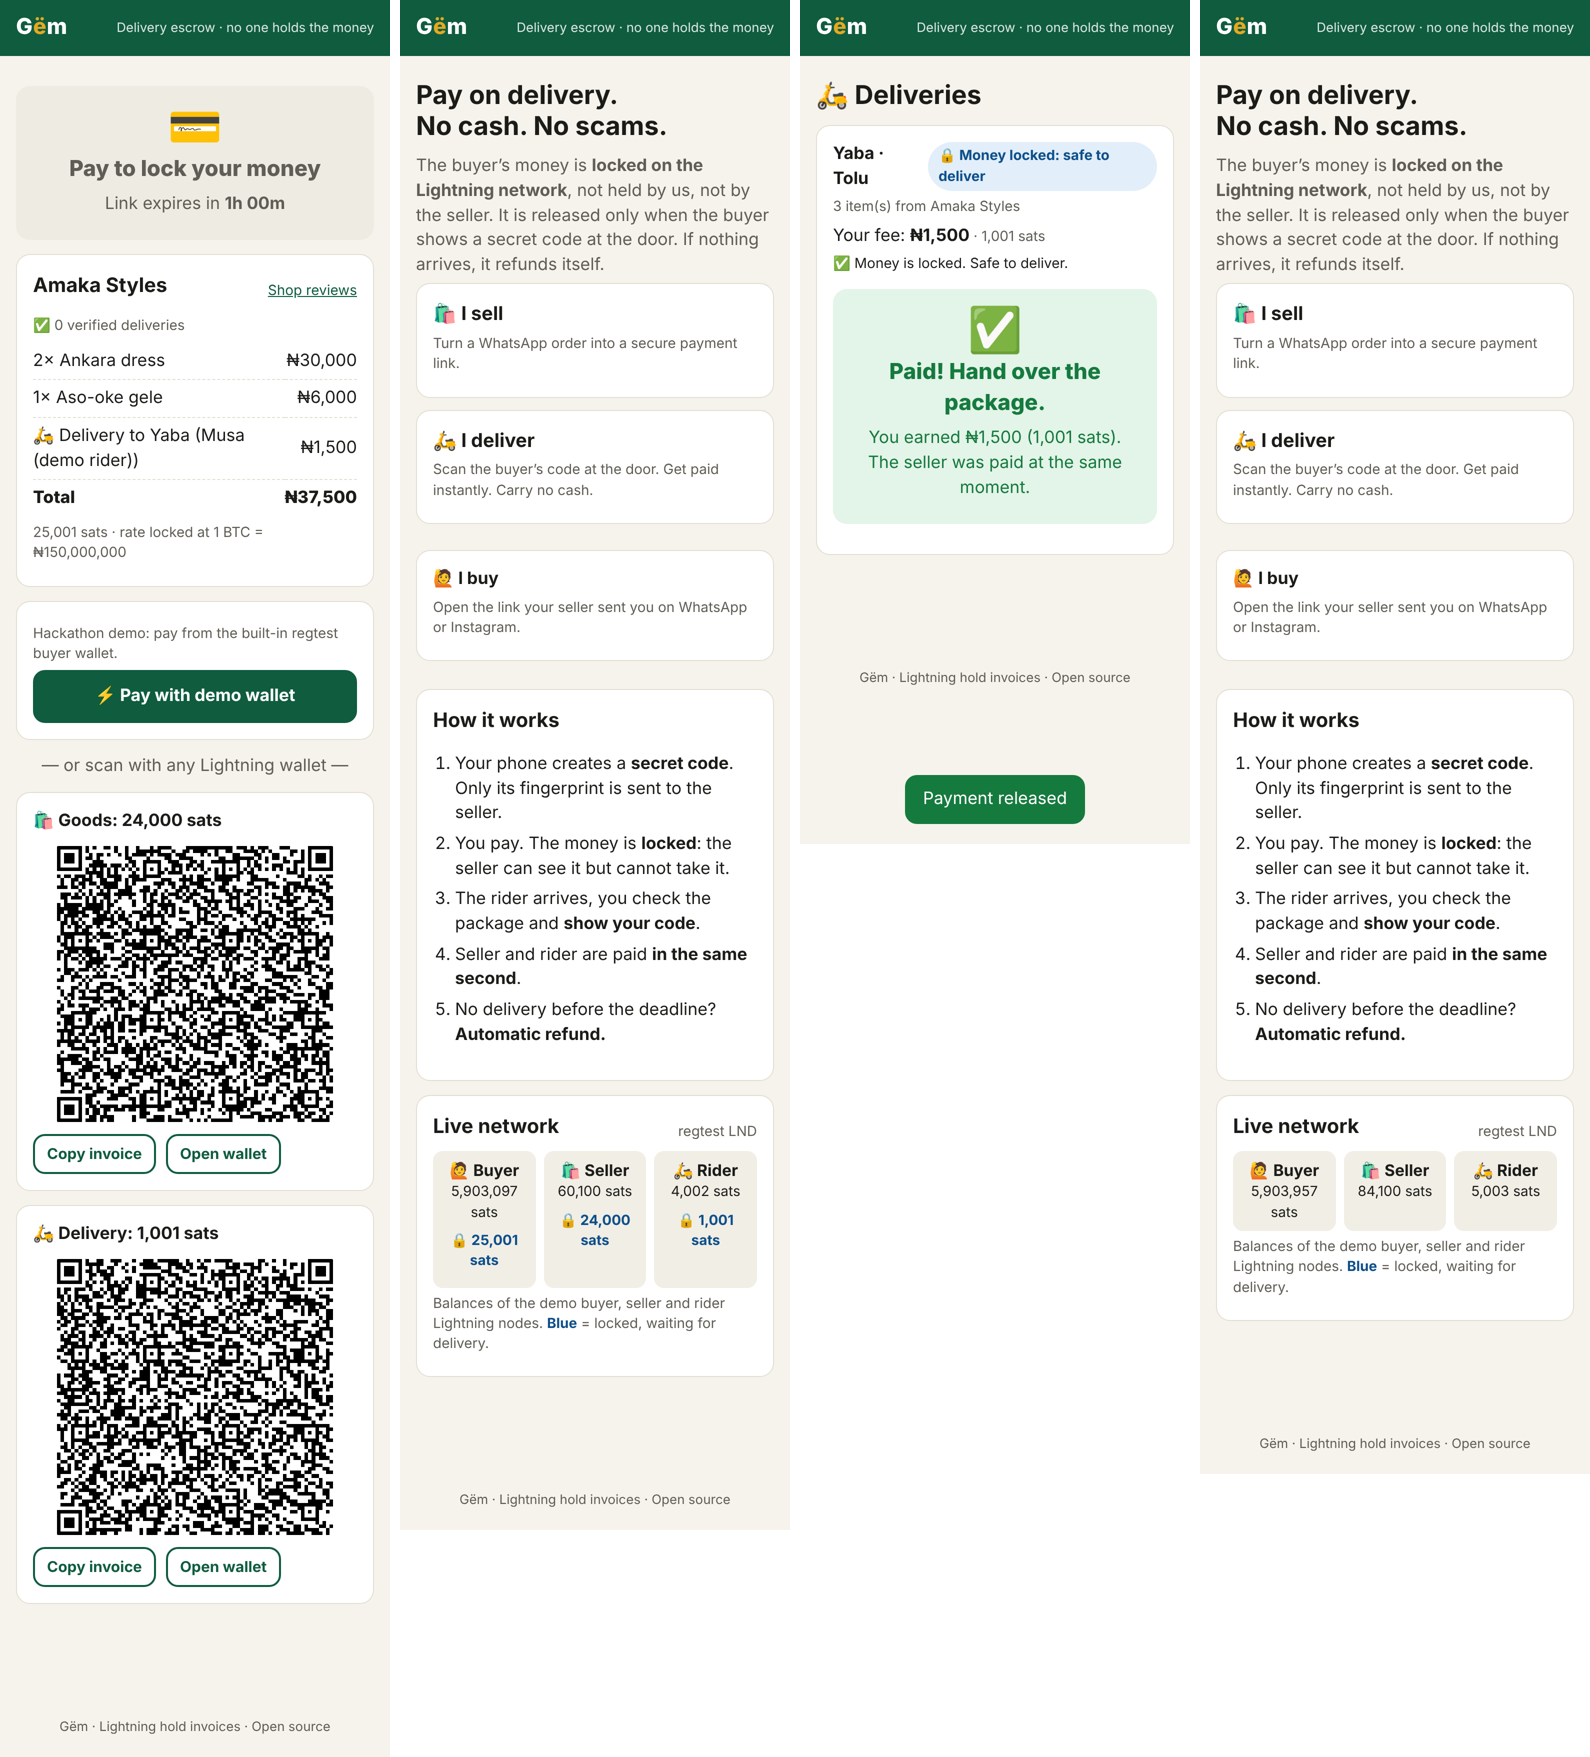 Gëm
Delivery escrow · no one holds the money
💳
Pay to lock your money
Link expires in 1h 00m
Amaka Styles
Shop reviews
✅ 0 verified deliveries
2× Ankara dress ₦30,000
1× Aso-oke gele ₦6,000
🛵 Delivery to Yaba (Musa
(demo rider)) ₦1,500
Total ₦37,500
25,001 sats · rate locked at 1 BTC =
₦150,000,000
Hackathon demo: pay from the built-in regtest
buyer wallet.
⚡ Pay with demo wallet
— or scan with any Lightning wallet —
🛍️ Goods: 24,000 sats
Copy invoice
Open wallet
🛵 Delivery: 1,001 sats
Copy invoice
Open wallet
Gëm · Lightning hold invoices · Open source
Gëm
Delivery escrow · no one holds the money
Pay on delivery.
No cash. No scams.
The buyer’s money is locked on the
Lightning network, not held by us, not by
the seller. It is released only when the buyer
shows a secret code at the door. If nothing
arrives, it refunds itself.
🛍️ I sell
Turn a WhatsApp order into a secure payment
link.
🛵 I deliver
Scan the buyer’s code at the door. Get paid
instantly. Carry no cash.
🙋 I buy
Open the link your seller sent you on WhatsApp
or Instagram.
How it works
1. Your phone creates a secret code.
Only its fingerprint is sent to the
seller.
2. You pay. The money is locked: the
seller can see it but cannot take it.
3. The rider arrives, you check the
package and show your code.
4. Seller and rider are paid in the same
second.
5. No delivery before the deadline?
Automatic refund.
Live network
regtest LND
🙋 Buyer
5,903,097
sats
🔒 25,001
sats
🛍️ Seller
60,100 sats
🔒 24,000
sats
🛵 Rider
4,002 sats
🔒 1,001
sats
Balances of the demo buyer, seller and rider
Lightning nodes. Blue = locked, waiting for
delivery.
Gëm · Lightning hold invoices · Open source
Gëm
Delivery escrow · no one holds the money
🛵 Deliveries
Yaba ·
Tolu
🔒 Money locked: safe to
deliver
3 item(s) from Amaka Styles
Your fee: ₦1,500 · 1,001 sats
✅ Money is locked. Safe to deliver.
✅
Paid! Hand over the
package.
You earned ₦1,500 (1,001 sats).
The seller was paid at the same
moment.
Gëm · Lightning hold invoices · Open source
Payment released
Gëm
Delivery escrow · no one holds the money
Pay on delivery.
No cash. No scams.
The buyer’s money is locked on the
Lightning network, not held by us, not by
the seller. It is released only when the buyer
shows a secret code at the door. If nothing
arrives, it refunds itself.
🛍️ I sell
Turn a WhatsApp order into a secure payment
link.
🛵 I deliver
Scan the buyer’s code at the door. Get paid
instantly. Carry no cash.
🙋 I buy
Open the link your seller sent you on WhatsApp
or Instagram.
How it works
1. Your phone creates a secret code.
Only its fingerprint is sent to the
seller.
2. You pay. The money is locked: the
seller can see it but cannot take it.
3. The rider arrives, you check the
package and show your code.
4. Seller and rider are paid in the same
second.
5. No delivery before the deadline?
Automatic refund.
Live network
regtest LND
🙋 Buyer
5,903,957
sats
🛍️ Seller
84,100 sats
🛵 Rider
5,003 sats
Balances of the demo buyer, seller and rider
Lightning nodes. Blue = locked, waiting for
delivery.
Gëm · Lightning hold invoices · Open source